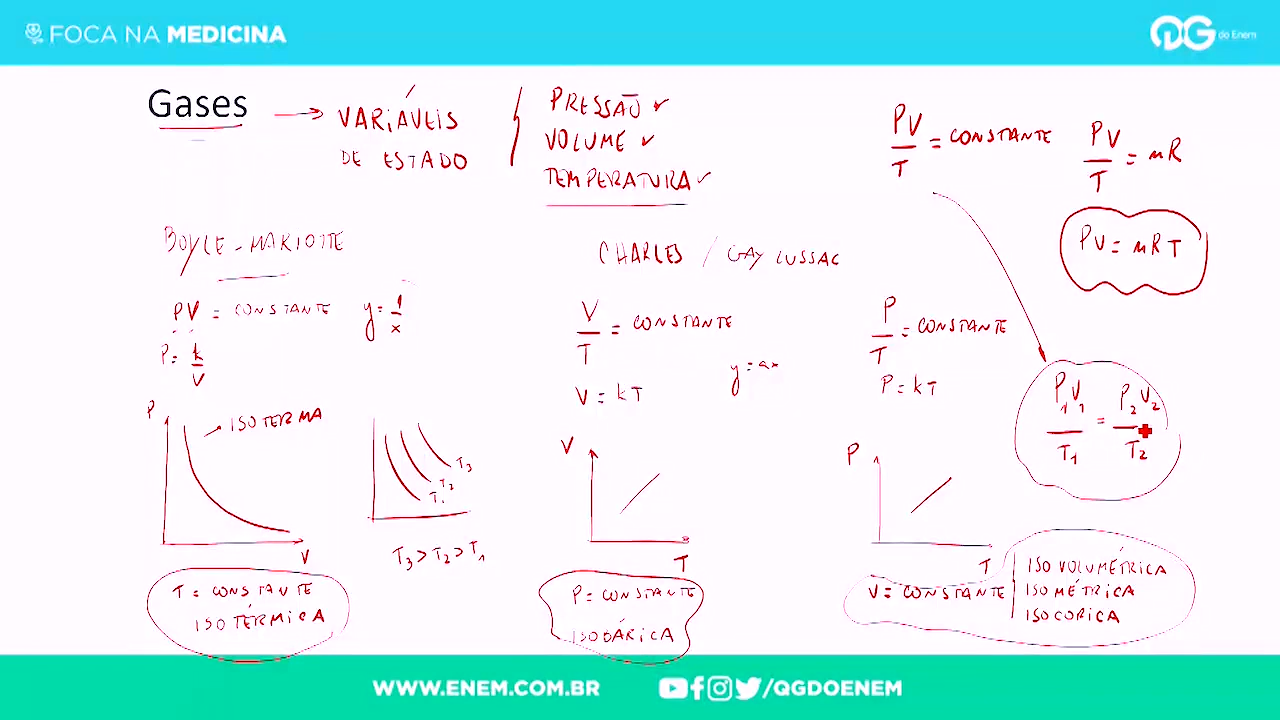 FOCA NA MEDICINA
QG do Enem
Gases → VARIÁVEIS DE ESTADO
PRESSÃO ✓
VOLUME ✓
TEMPERATURA ✓
PV/T = CONSTANTE
PV/T = nR
PV = nRT
BOYLE - MARIOTTE
PV = CONSTANTE
y = 1/x
P = k/V
P
ISOTERMA
V
T3
T2
T1
T3 > T2 > T1
T = CONSTANTE
ISOTÉRMICA
CHARLES / GAY LUSSAC
V/T = CONSTANTE
V = kT
y = ax
V
T
P = CONSTANTE
ISOBÁRICA
P/T = CONSTANTE
P = kT
P
T
V = CONSTANTE
ISOVOLUMÉTRICA
ISOMÉTRICA
ISOCORICA
P1V1/T1 = P2V2/T2
WWW.ENEM.COM.BR
/QGDOENEM